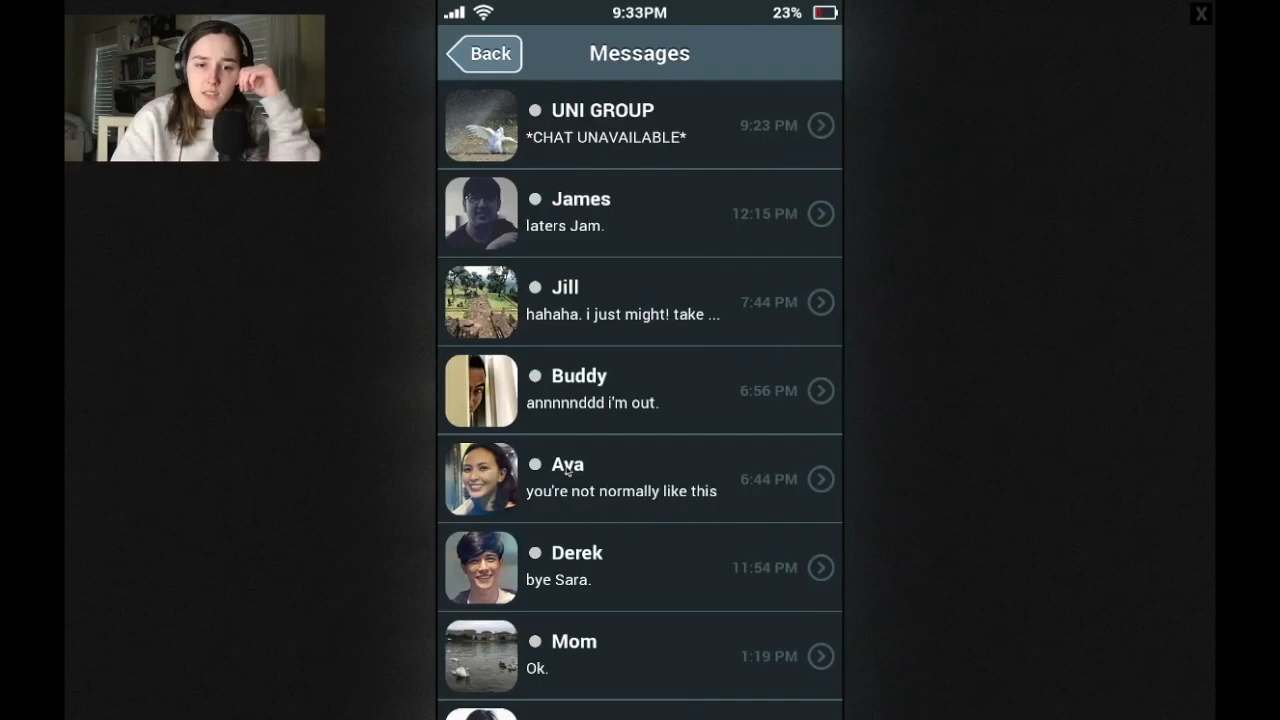 9:33PM
23%
X
Back
Messages
UNI GROUP
*CHAT UNAVAILABLE*
9:23 PM
James
laters Jam.
12:15 PM
Jill
hahaha. i just might! take ...
7:44 PM
Buddy
annnnnddd i'm out.
6:56 PM
Ava
you're not normally like this
6:44 PM
Derek
bye Sara.
11:54 PM
Mom
Ok.
1:19 PM